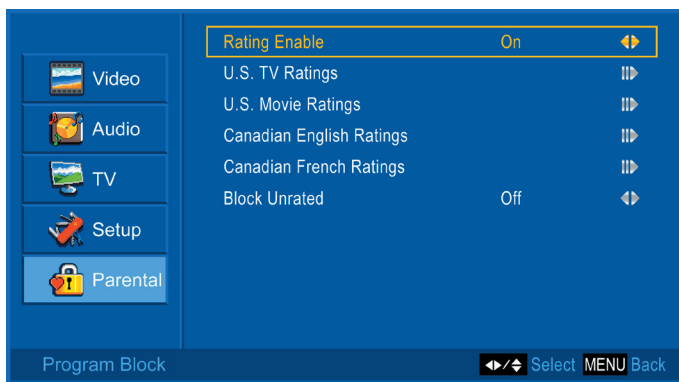 Video
Audio
TV
Setup
Parental
Rating Enable On
U.S. TV Ratings
U.S. Movie Ratings
Canadian English Ratings
Canadian French Ratings
Block Unrated Off
Program Block
/ Select MENU Back